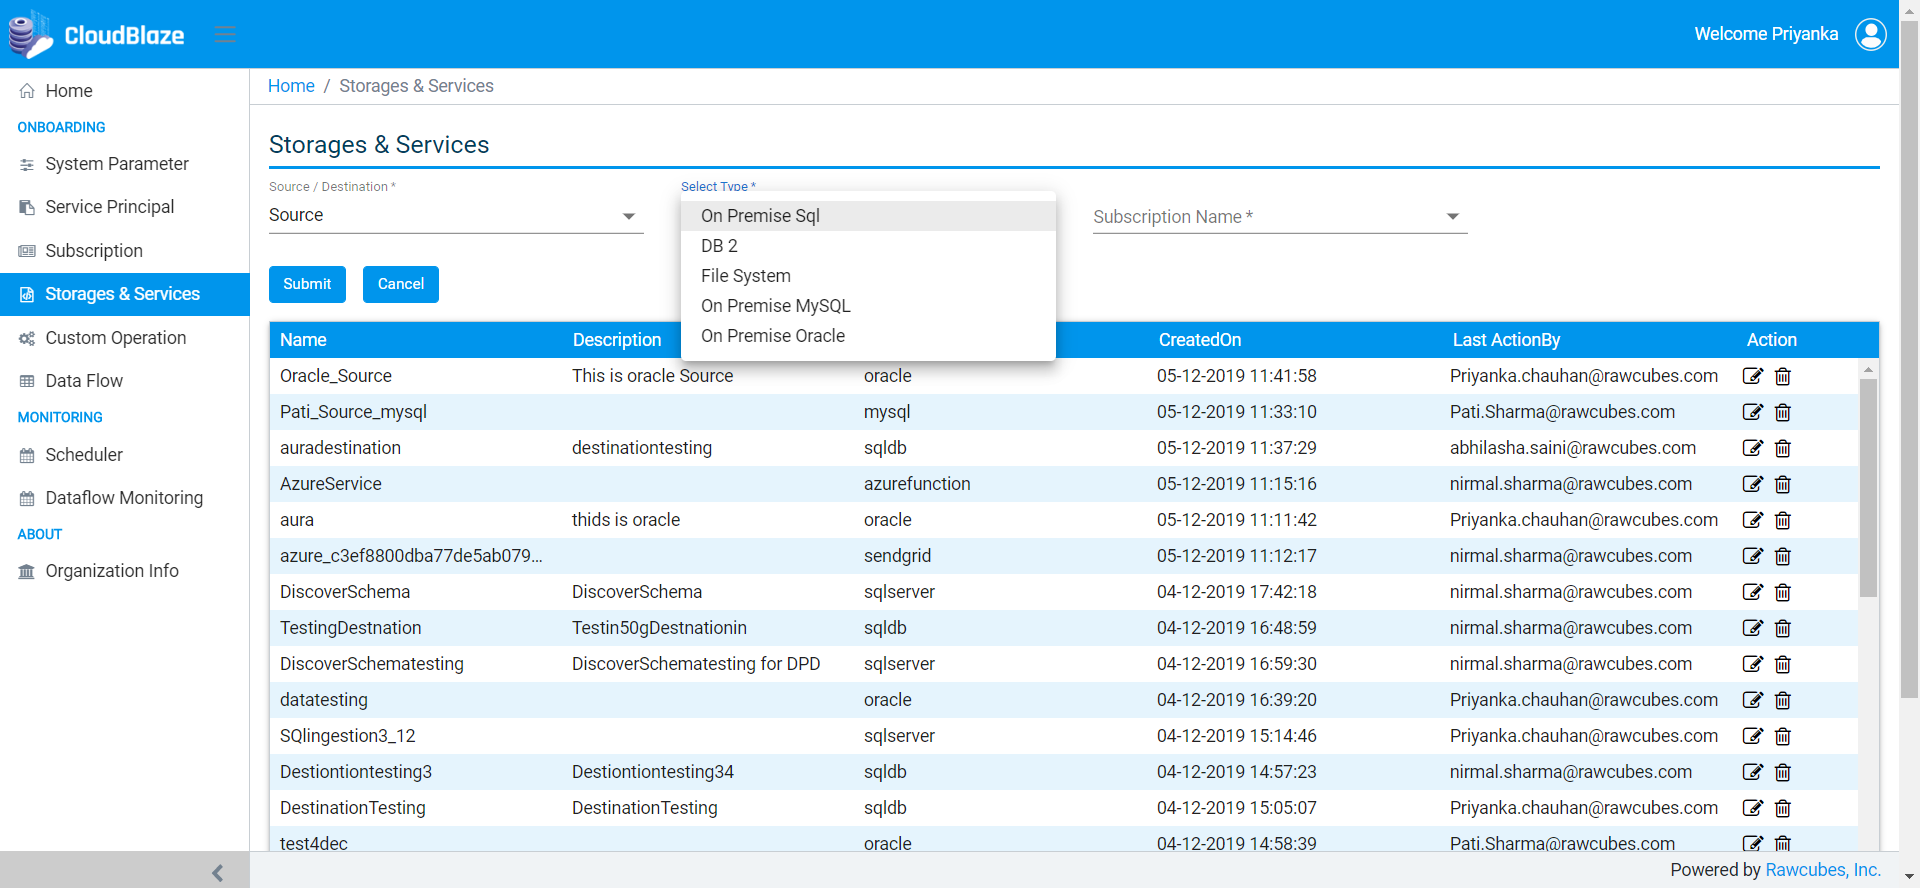 CloudBlaze
Welcome Priyanka
Home
ONBOARDING
System Parameter
Service Principal
Subscription
Storages & Services
Custom Operation
Data Flow
MONITORING
Scheduler
Dataflow Monitoring
ABOUT
Organization Info
Home / Storages & Services
Storages & Services
Source / Destination *
Source
Select Type *
On Premise Sql
DB 2
File System
On Premise MySQL
On Premise Oracle
Subscription Name *
Submit Cancel
Name Description CreatedOn Last ActionBy Action
Oracle_Source This is oracle Source oracle 05-12-2019 11:41:58 Priyanka.chauhan@rawcubes.com
Pati_Source_mysql mysql 05-12-2019 11:33:10 Pati.Sharma@rawcubes.com
auradestination destinationtesting sqldb 05-12-2019 11:37:29 abhilasha.saini@rawcubes.com
AzureService azurefunction 05-12-2019 11:15:16 nirmal.sharma@rawcubes.com
aura thids is oracle oracle 05-12-2019 11:11:42 Priyanka.chauhan@rawcubes.com
azure_c3ef8800dba77de5ab079... sendgrid 05-12-2019 11:12:17 nirmal.sharma@rawcubes.com
DiscoverSchema DiscoverSchema sqlserver 04-12-2019 17:42:18 nirmal.sharma@rawcubes.com
TestingDestnation Testin50gDestnationin sqldb 04-12-2019 16:48:59 nirmal.sharma@rawcubes.com
DiscoverSchematesting DiscoverSchematesting for DPD sqlserver 04-12-2019 16:59:30 nirmal.sharma@rawcubes.com
datatesting oracle 04-12-2019 16:39:20 Priyanka.chauhan@rawcubes.com
SQlingestion3_12 sqlserver 04-12-2019 15:14:46 Priyanka.chauhan@rawcubes.com
Destiontiontesting3 Destiontiontesting34 sqldb 04-12-2019 14:57:23 nirmal.sharma@rawcubes.com
DestinationTesting DestinationTesting sqldb 04-12-2019 15:05:07 Priyanka.chauhan@rawcubes.com
test4dec oracle 04-12-2019 14:58:39 Pati.Sharma@rawcubes.com
Powered by Rawcubes, Inc.